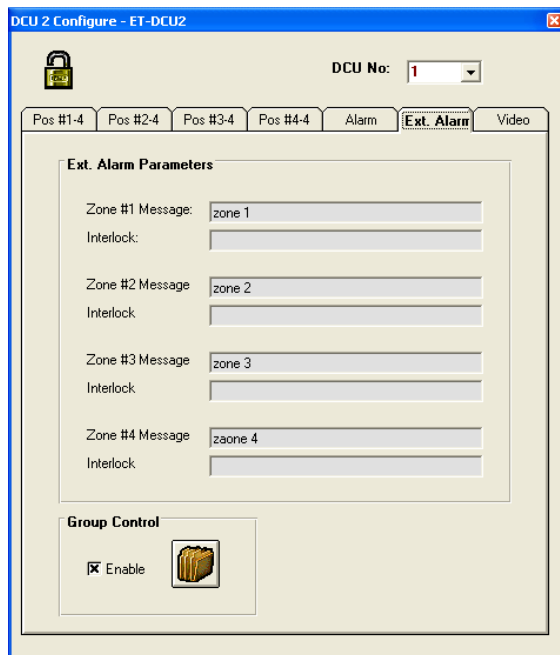 DCU 2 Configure - ET-DCU2
DCU No: 1
Pos #1-4 Pos #2-4 Pos #3-4 Pos #4-4 Alarm Ext. Alarm Video
Ext. Alarm Parameters
Zone #1 Message: zone 1
Interlock:
Zone #2 Message zone 2
Interlock
Zone #3 Message zone 3
Interlock
Zone #4 Message zaone 4
Interlock
Group Control
Enable